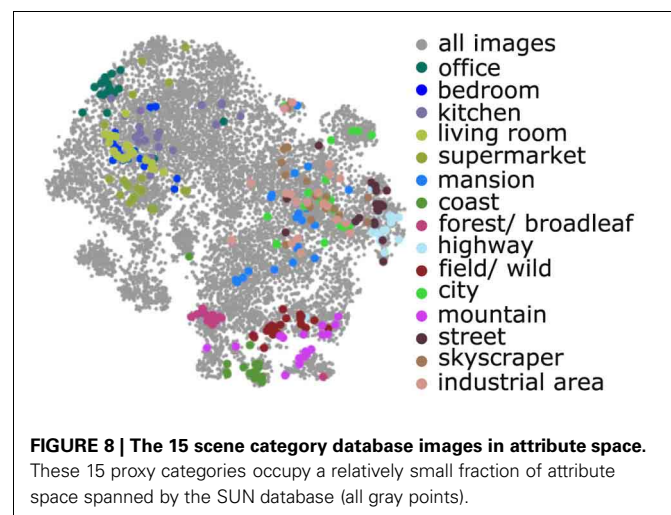 all images
office
bedroom
kitchen
living room
supermarket
mansion
coast
forest/ broadleaf
highway
field/ wild
city
mountain
street
skyscraper
industrial area
FIGURE 8 | The 15 scene category database images in attribute space.
These 15 proxy categories occupy a relatively small fraction of attribute
space spanned by the SUN database (all gray points).